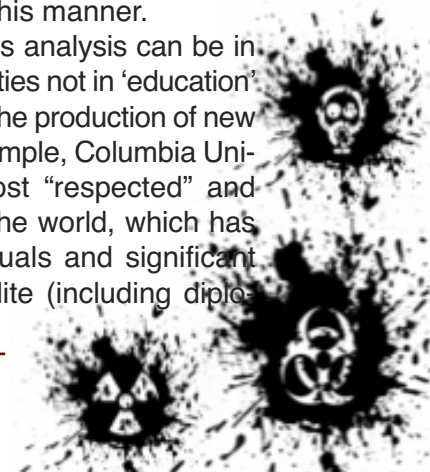 his manner.
s analysis can be in
ties not in ‘education’
he production of new
mple, Columbia Uni-
ost “respected” and
he world, which has
uals and significant
lite (including diplo-